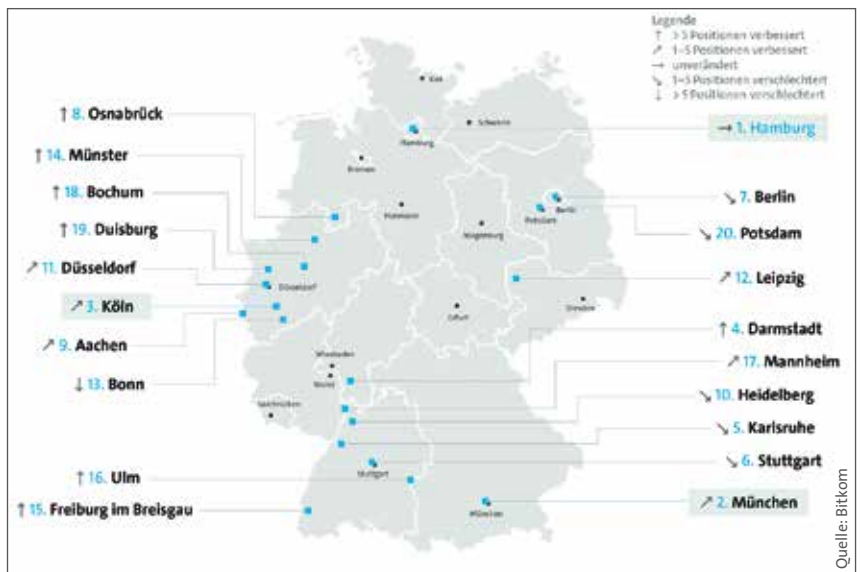 Legende
↑ > 5 Positionen verbessert
↗ 1–5 Positionen verbessert
→ unverändert
↘ 1–5 Positionen verschlechtert
↓ > 5 Positionen verschlechtert
↑ 8. Osnabrück
↑ 14. Münster
↑ 18. Bochum
↑ 19. Duisburg
↗ 11. Düsseldorf
↗ 3. Köln
↗ 9. Aachen
↓ 13. Bonn
↑ 16. Ulm
↑ 15. Freiburg im Breisgau
Kiel
Schwerin
Hamburg
Bremen
Hannover
Berlin
Potsdam
Magdeburg
Düsseldorf
Erfurt
Dresden
Wiesbaden
Mainz
Saarbrücken
Stuttgart
München
→ 1. Hamburg
↘ 7. Berlin
↘ 20. Potsdam
↗ 12. Leipzig
↑ 4. Darmstadt
↗ 17. Mannheim
↘ 10. Heidelberg
↘ 5. Karlsruhe
↘ 6. Stuttgart
↗ 2. München
Quelle: Bitkom